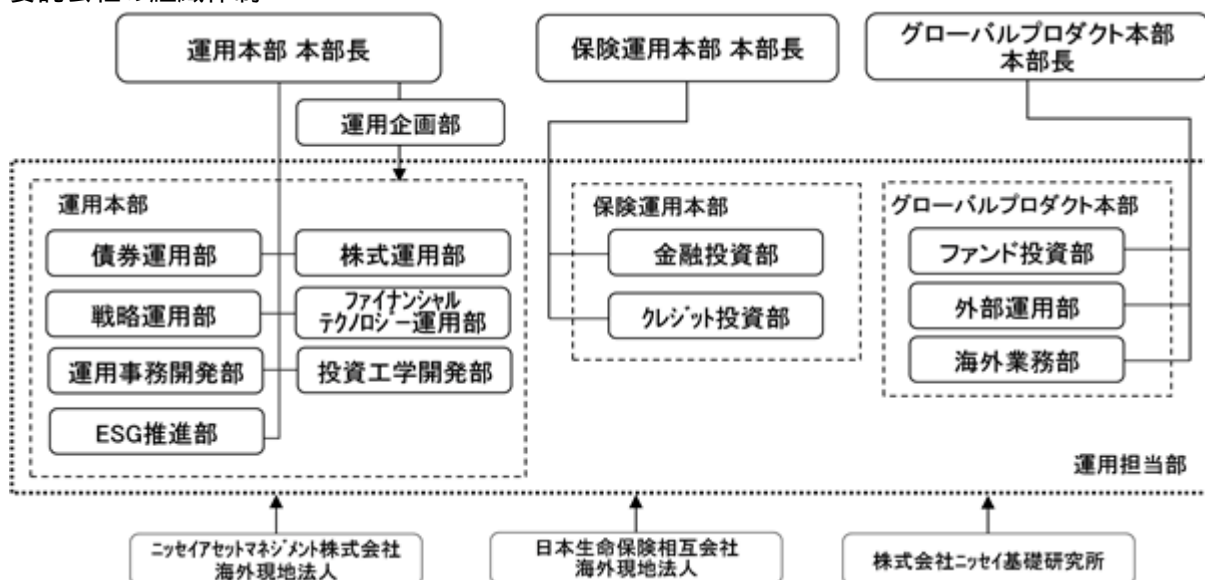 運用本部 本部長
保険運用本部 本部長
グローバルプロダクト本部
本部長
運用企画部
運用本部
債券運用部
株式運用部
戦略運用部
ファイナンシャル
テクノロジー運用部
運用事務開発部
投資工学開発部
ESG推進部
保険運用本部
金融投資部
クレジット投資部
グローバルプロダクト本部
ファンド投資部
外部運用部
海外業務部
運用担当部
ニッセイアセットマネジメント株式会社
海外現地法人
日本生命保険相互会社
海外現地法人
株式会社ニッセイ基礎研究所